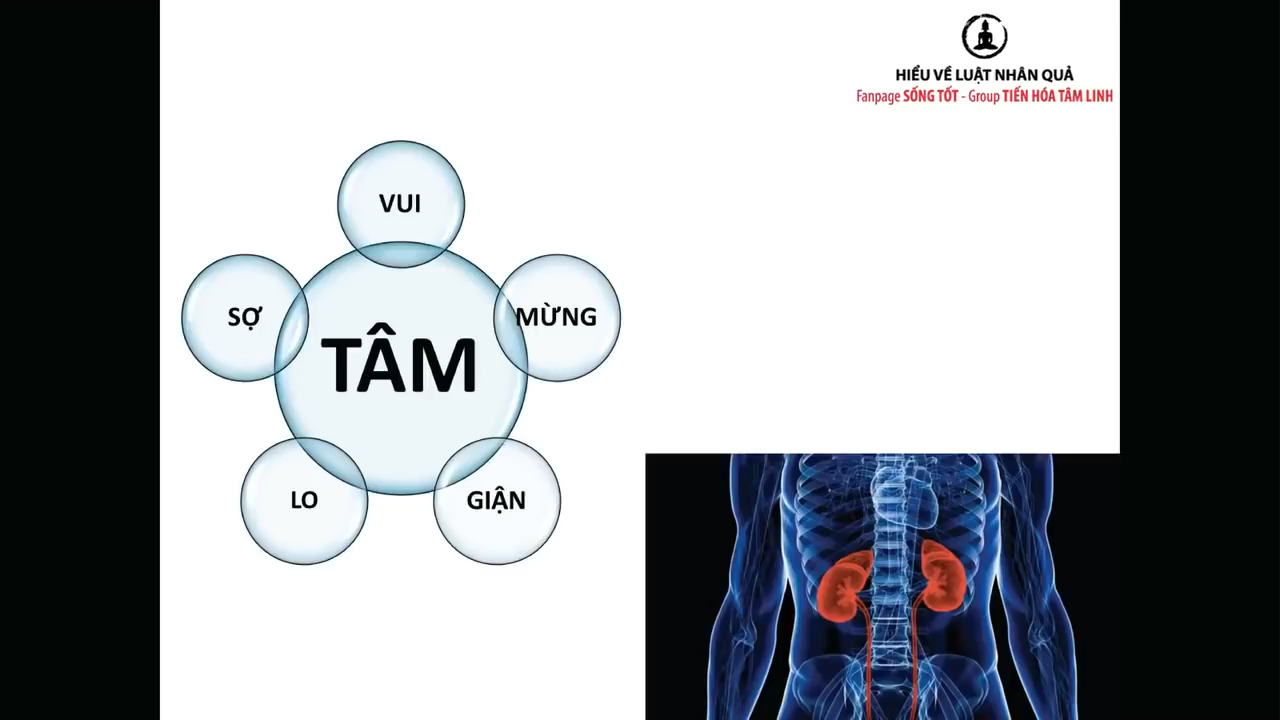 HIỂU VỀ LUẬT NHÂN QUẢ
Fanpage SỐNG TỐT - Group TIẾN HÓA TÂM LINH
VUI
SỢ
MỪNG
TÂM
LO
GIẬN